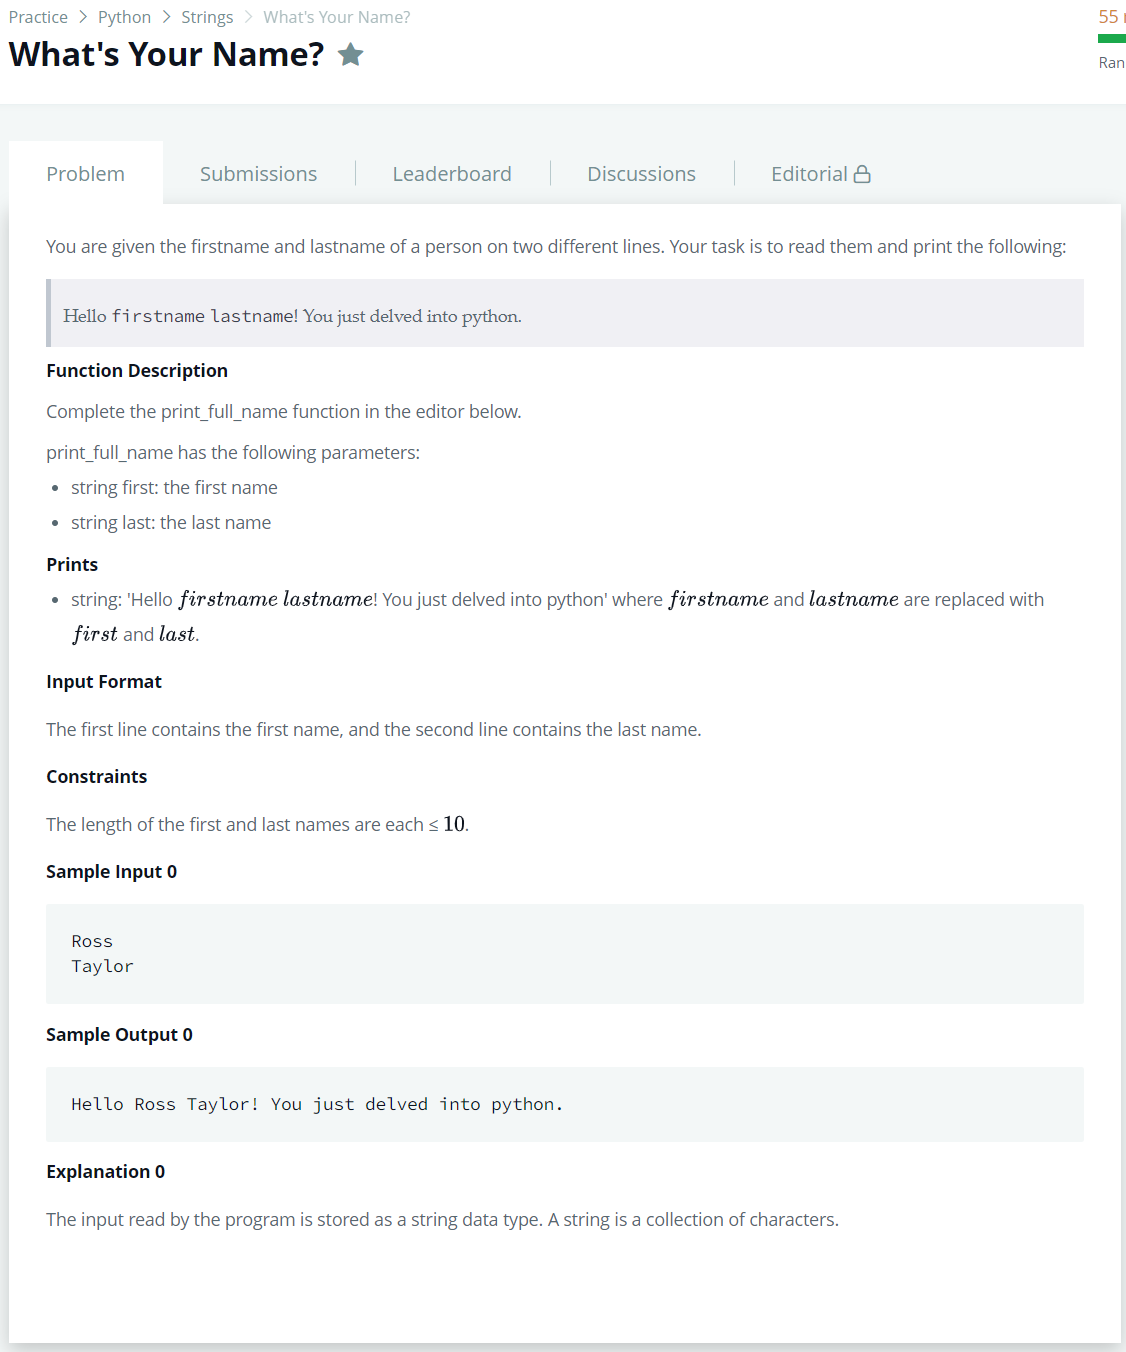 Practice > Python > Strings > What's Your Name?
55
What's Your Name?
Ran
Problem
Submissions
Leaderboard
Discussions
Editorial
You are given the firstname and lastname of a person on two different lines. Your task is to read them and print the following:
Hello firstname lastname! You just delved into python.
Function Description
Complete the print_full_name function in the editor below.
print_full_name has the following parameters:
• string first: the first name
• string last: the last name
Prints
• string: 'Hello firstname lastname! You just delved into python' where firstname and lastname are replaced with
first and last.
Input Format
The first line contains the first name, and the second line contains the last name.
Constraints
The length of the first and last names are each ≤ 10.
Sample Input 0
Ross
Taylor
Sample Output 0
Hello Ross Taylor! You just delved into python.
Explanation 0
The input read by the program is stored as a string data type. A string is a collection of characters.